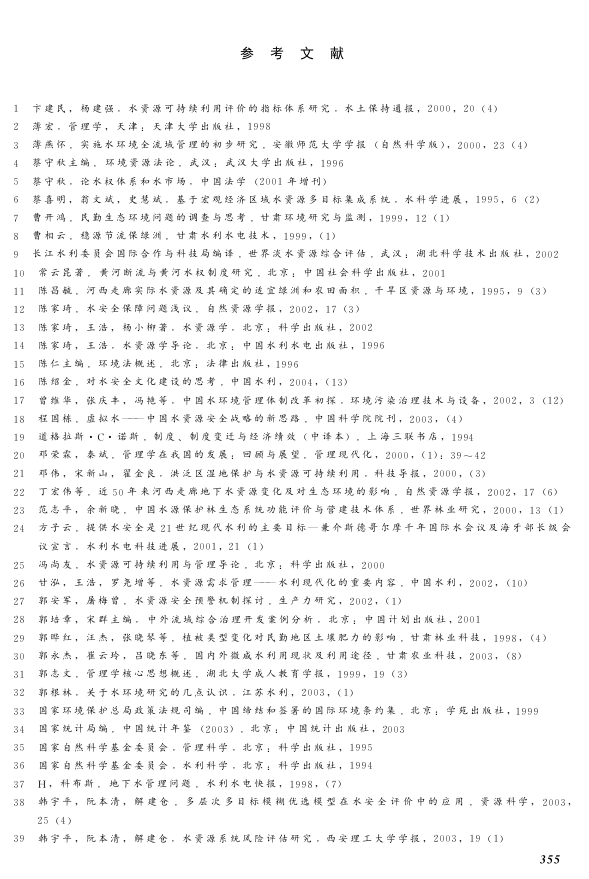 参考文献
1 卞建民，杨建强．水资源可持续利用评价的指标体系研究．水土保持通报，2000，20（4）
2 薄宏．管理学，天津：天津大学出版社，1998
3 薄燕怀．实施水环境全流域管理的初步研究．安徽师范大学学报（自然科学版），2000，23（4）
4 蔡守秋主编．环境资源法论．武汉：武汉大学出版社，1996
5 蔡守秋．论水权体系和水市场．中国法学（2001年增刊）
6 蔡喜明，翁文斌，史慧斌．基于宏观经济区域水资源多目标集成系统．水科学进展，1995，6（2）
7 曹开鸿．民勤生态环境问题的调查与思考．甘肃环境研究与监测，1999，12（1）
8 曹相云．稳源节流保绿洲．甘肃水利水电技术，1999，（1）
9 长江水利委员会国际合作与科技局编译．世界淡水资源综合评估．武汉：湖北科学技术出版社，2002
10 常云昆著．黄河断流与黄河水权制度研究．北京：中国社会科学出版社，2001
11 陈昌毓．河西走廊实际水资源及其确定的适宜绿洲和农田面积．干旱区资源与环境，1995，9（3）
12 陈家琦．水安全保障问题浅议．自然资源学报，2002，17（3）
13 陈家琦，王浩，杨小柳著．水资源学．北京：科学出版社，2002
14 陈家琦，王浩．水资源学导论．北京：中国水利水电出版社，1996
15 陈仁主编．环境法概述．北京：法律出版社，1996
16 陈绍金．对水安全文化建设的思考．中国水利，2004，（13）
17 曾维华，张庆丰，冯艳等．中国水环境管理体制改革初探．环境污染治理技术与设备，2002，3（12）
18 程国栋．虚拟水——中国水资源安全战略的新思路．中国科学院院刊，2003，（4）
19 道格拉斯·C·诺斯．制度、制度变迁与经济绩效（中译本）．上海三联书店，1994
20 邓荣霖，秦斌．管理学在我国的发展：回顾与展望．管理现代化，2000，（1）：39～42
21 邓伟，宋新山，翟金良．洪泛区湿地保护与水资源可持续利用．科技导报，2000，（3）
22 丁宏伟等．近50年来河西走廊地下水资源变化及对生态环境的影响．自然资源学报，2002，17（6）
23 范志平，余新晓．中国水源保护林生态系统功能评价与营建技术体系．世界林业研究，2000，13（1）
24 方子云．提供水安全是21世纪现代水利的主要目标—兼介斯德哥尔摩千年国际水会议及海牙部长级会
议宣言．水利水电科技进展，2001，21（1）
25 冯尚友．水资源可持续利用与管理导论．北京：科学出版社，2000
26 甘泓，王浩，罗尧增等．水资源需水管理——水利现代化的重要内容．中国水利，2002，（10）
27 郭安军，屠梅曾．水资源安全预警机制探讨．生产力研究，2002，（1）
28 郭培章，宋群主编．中外流域综合治理开发案例分析．北京：中国计划出版社，2001
29 郭晔红，汪杰，张晓琴等．植被类型变化对民勤地区土壤肥力的影响．甘肃林业科技，1998，（4）
30 郭永杰，崔云玲，吕晓东等．国内外微咸水利用现状及利用途径．甘肃农业科技，2003，（8）
31 郭志文．管理学核心思想概述．湖北大学成人教育学报，1999，19（3）
32 郭根林．关于水环境研究的几点认识．江苏水利，2003，（1）
33 国家环境保护总局政策法规司编．中国缔结和签署的国际环境条约集．北京：学苑出版社，1999
34 国家统计局编．中国统计年鉴（2003）．北京：中国统计出版社，2003
35 国家自然科学基金委员会．管理科学．北京：科学出版社，1995
36 国家自然科学基金委员会．水利科学．北京：科学出版社，1994
37 H，科布斯．地下水管理问题．水利水电快报，1998，（7）
38 韩宇平，阮本清，解建仓．多层次多目标模糊优选模型在水安全评价中的应用．资源科学，2003，
25（4）
39 韩宇平，阮本清，解建仓．水资源系统风险评估研究．西安理工大学学报，2003，19（1）
355